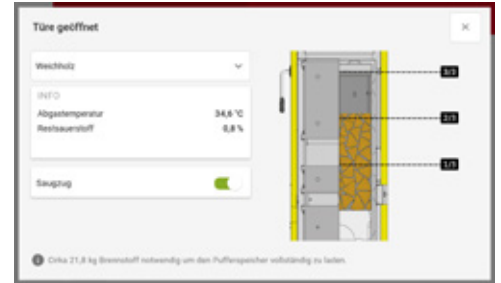 Türe geöffnet
Weichholz
INFO
Abgastemperatur 34,6 °C
Restsauerstoff 0,8 %
Saugzug
3/3
2/3
1/3
Cirka 21,8 kg Brennstoff notwendig um den Pufferspeicher vollständig zu laden.